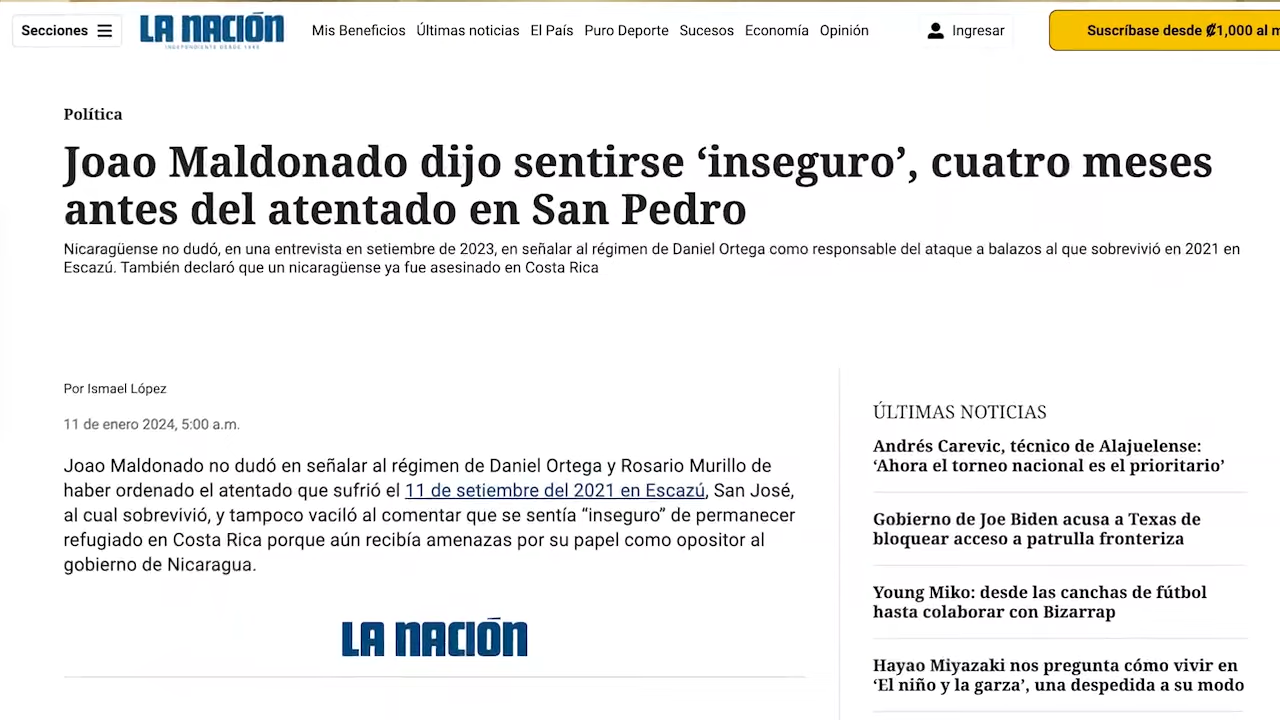 Secciones
LA NACIÓN
INDEPENDIENTE DESDE 1946
Mis Beneficios
Últimas noticias
El País
Puro Deporte
Sucesos
Economía
Opinión
Ingresar
Suscríbase desde ₡1,000 al m
Política
Joao Maldonado dijo sentirse ‘inseguro’, cuatro meses
antes del atentado en San Pedro
Nicaragüense no dudó, en una entrevista en setiembre de 2023, en señalar al régimen de Daniel Ortega como responsable del ataque a balazos al que sobrevivió en 2021 en
Escazú. También declaró que un nicaragüense ya fue asesinado en Costa Rica
Por Ismael López
11 de enero 2024, 5:00 a.m.
Joao Maldonado no dudó en señalar al régimen de Daniel Ortega y Rosario Murillo de
haber ordenado el atentado que sufrió el 11 de setiembre del 2021 en Escazú, San José,
al cual sobrevivió, y tampoco vaciló al comentar que se sentía “inseguro” de permanecer
refugiado en Costa Rica porque aún recibía amenazas por su papel como opositor al
gobierno de Nicaragua.
LA NACIÓN
ÚLTIMAS NOTICIAS
Andrés Carevic, técnico de Alajuelense:
‘Ahora el torneo nacional es el prioritario’
Gobierno de Joe Biden acusa a Texas de
bloquear acceso a patrulla fronteriza
Young Miko: desde las canchas de fútbol
hasta colaborar con Bizarrap
Hayao Miyazaki nos pregunta cómo vivir en
‘El niño y la garza’, una despedida a su modo